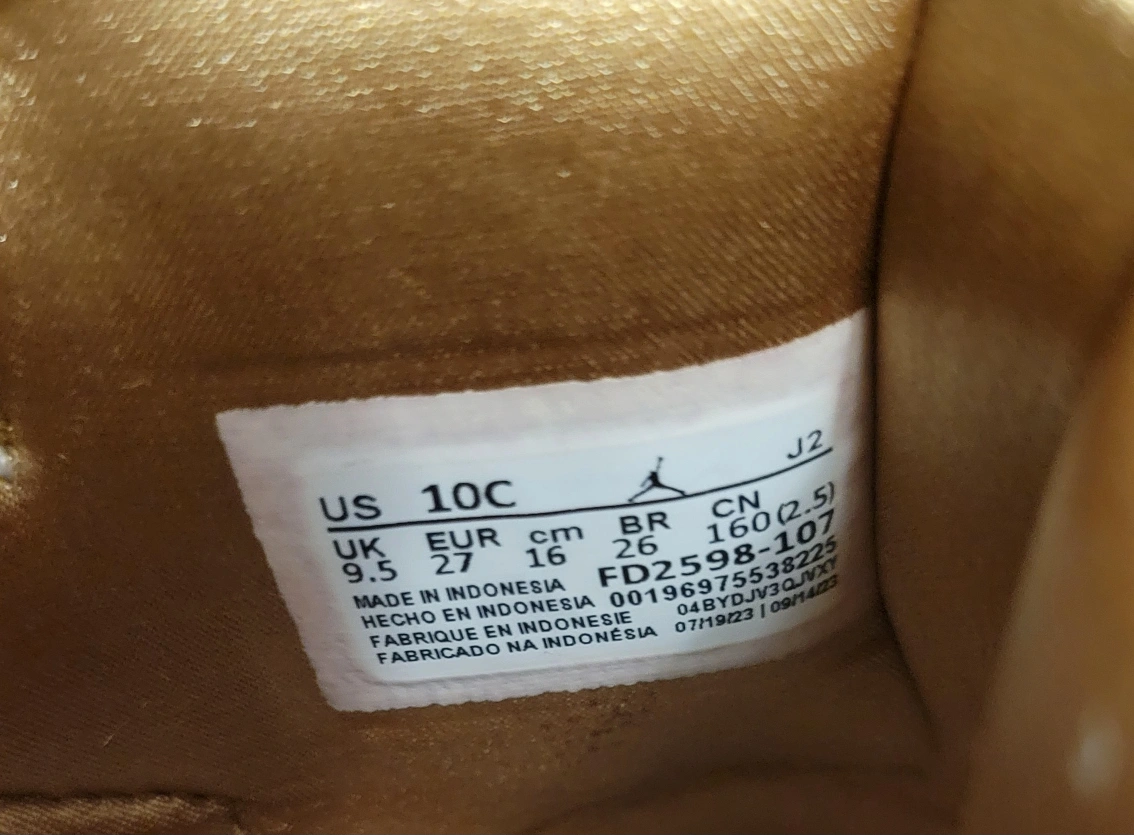 US 10C J2
UK EUR cm BR CN
9.5 27 16 26 160(2.5)
MADE IN INDONESIA FD2598-107
HECHO EN INDONESIA 00196975538225
FABRIQUE EN INDONESIE 04BYDJV3QJVXY
FABRICADO NA INDONÉSIA 07/19/23 | 09/14/23